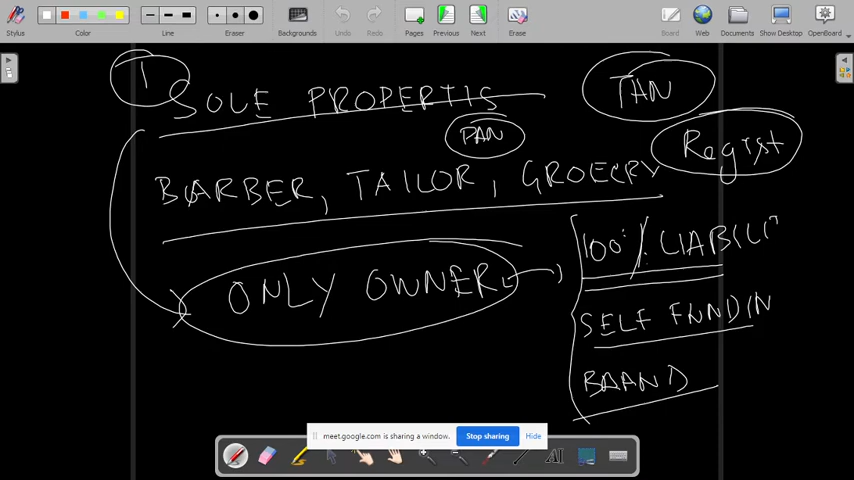 Stylus Color Line Eraser Backgrounds Undo Redo Pages Previous Next Erase Board Web Documents Show Desktop OpenBoard
1 SOLE PROPERTIS TAN
PAN Regist
BARBER, TAILOR, GROECRY
100% LIABILI
ONLY OWNER
SELF FUNDIN
BRAND
meet.google.com is sharing a window. Stop sharing Hide